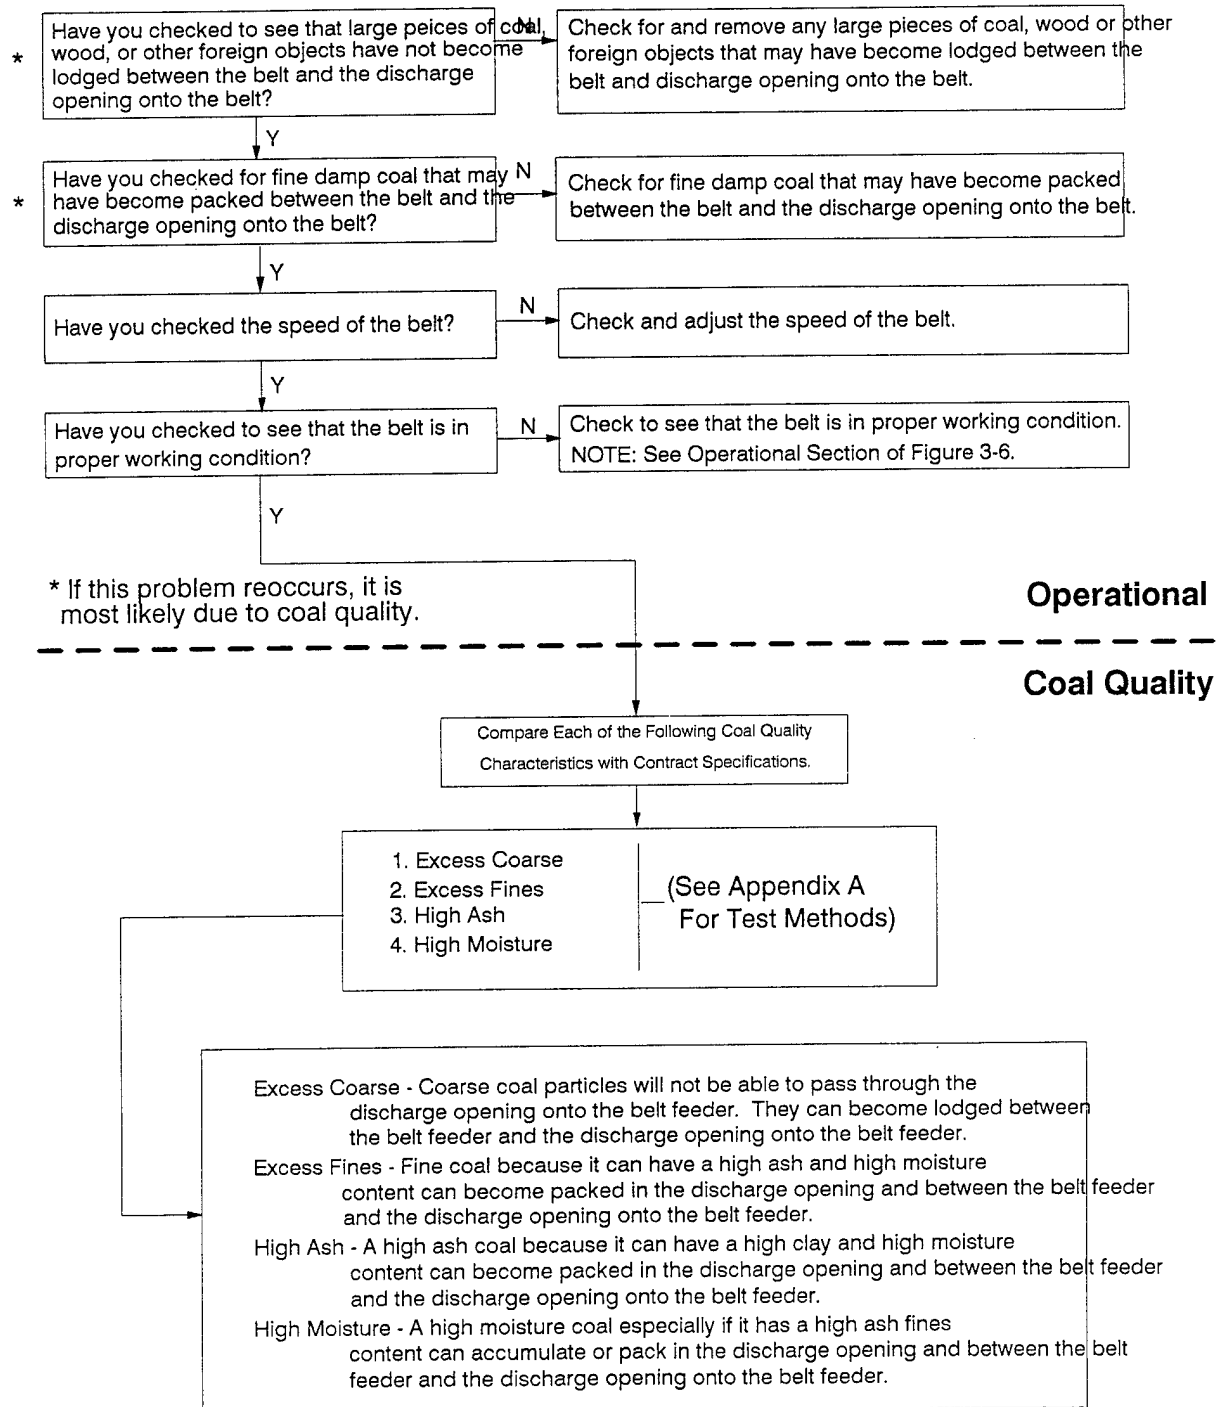 Have you checked to see that large peices of coal,
wood, or other foreign objects have not become
lodged between the belt and the discharge
opening onto the belt?
*
N
Check for and remove any large pieces of coal, wood or other
foreign objects that may have become lodged between the
belt and discharge opening onto the belt.
Y
Have you checked for fine damp coal that may
have become packed between the belt and the
discharge opening onto the belt?
*
N
Check for fine damp coal that may have become packed
between the belt and the discharge opening onto the belt.
Y
Have you checked the speed of the belt?
N
Check and adjust the speed of the belt.
Y
Have you checked to see that the belt is in
proper working condition?
N
Check to see that the belt is in proper working condition.
NOTE: See Operational Section of Figure 3-6.
Y
* If this problem reoccurs, it is
most likely due to coal quality.
Operational
Coal Quality
Compare Each of the Following Coal Quality
Characteristics with Contract Specifications.
1. Excess Coarse
2. Excess Fines
3. High Ash
4. High Moisture
(See Appendix A
For Test Methods)
Excess Coarse - Coarse coal particles will not be able to pass through the
discharge opening onto the belt feeder. They can become lodged between
the belt feeder and the discharge opening onto the belt feeder.
Excess Fines - Fine coal because it can have a high ash and high moisture
content can become packed in the discharge opening and between the belt feeder
and the discharge opening onto the belt feeder.
High Ash - A high ash coal because it can have a high clay and high moisture
content can become packed in the discharge opening and between the belt feeder
and the discharge opening onto the belt feeder.
High Moisture - A high moisture coal especially if it has a high ash fines
content can accumulate or pack in the discharge opening and between the belt
feeder and the discharge opening onto the belt feeder.